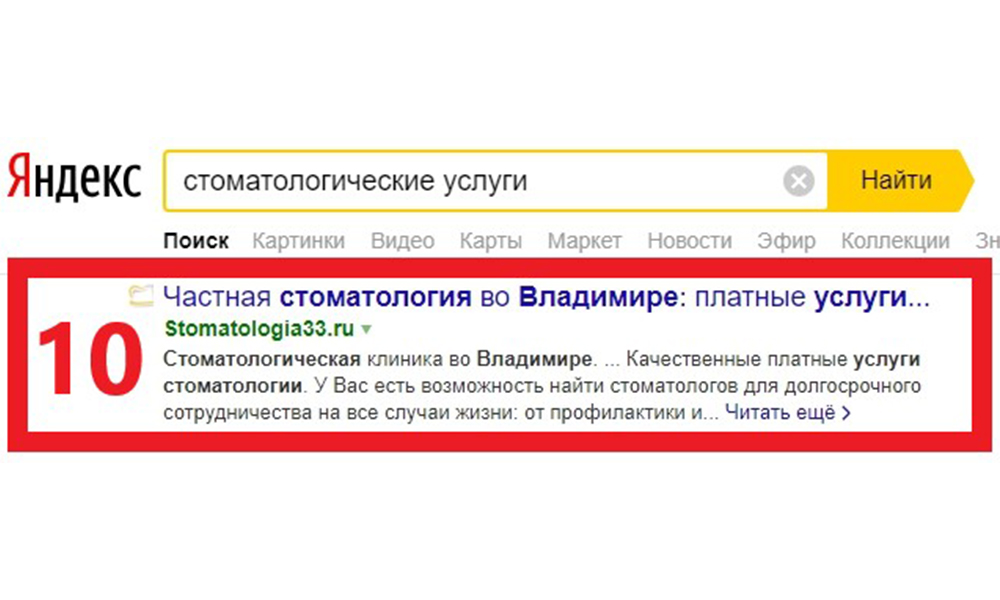 Яндекс
стоматологические услуги
Найти
Поиск Картинки Видео Карты Маркет Новости Эфир Коллекции Зн
10
Частная стоматология во Владимире: платные услуги...
Stomatologia33.ru
Стоматологическая клиника во Владимире. ... Качественные платные услуги
стоматологии. У Вас есть возможность найти стоматологов для долгосрочного
сотрудничества на все случаи жизни: от профилактики и... Читать ещё >